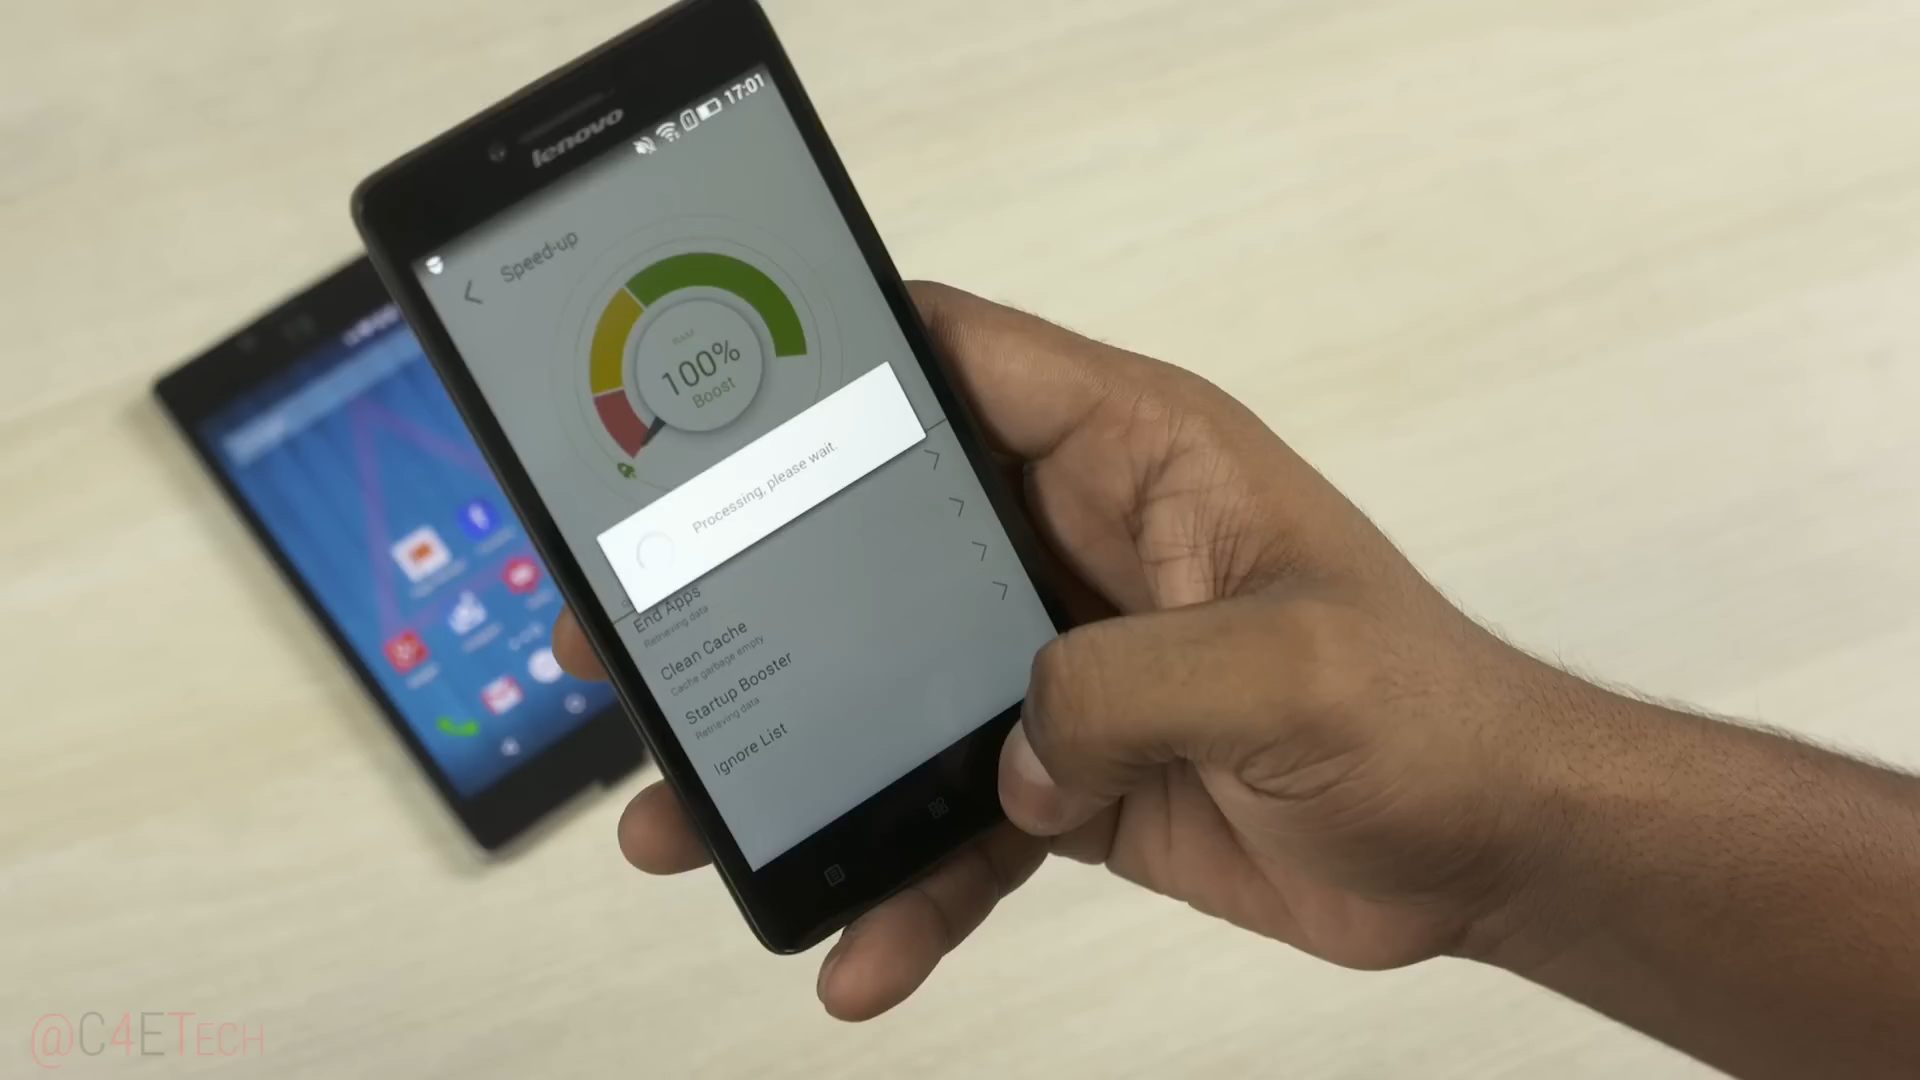 lenovo
17:01
Speed-up
RAM
100%
Boost
Processing, please wait.
End Apps
Retrieving data
Clean Cache
Cache garbage empty
Startup Booster
Retrieving data
Ignore List
@C4ETech